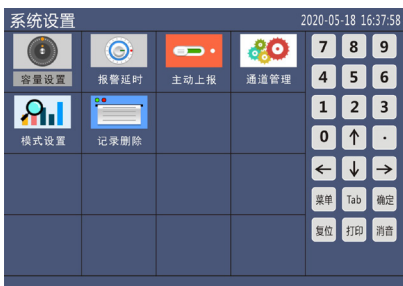 系统设置 2020-05-18 16:37:58
容量设置 报警延时 主动上报 通道管理
模式设置 记录删除
7 8 9
4 5 6
1 2 3
0 ↑ ·
← ↓ →
菜单 Tab 确定
复位 打印 消音